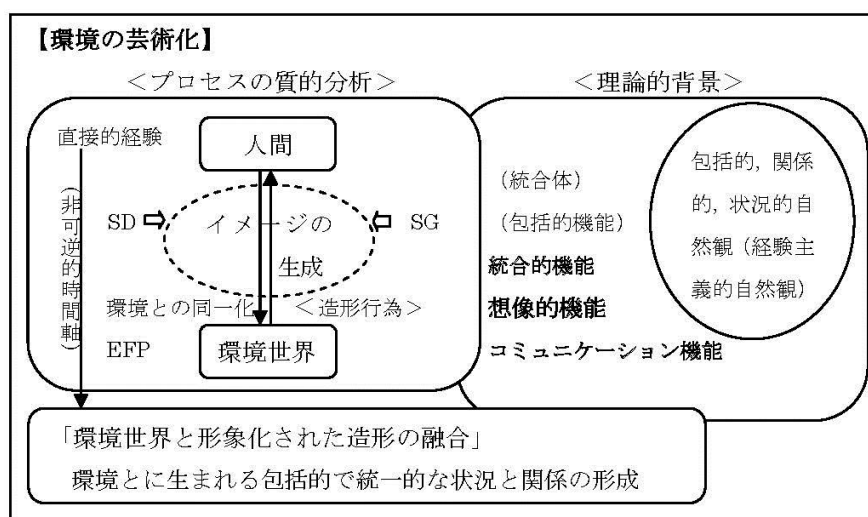 【環境の芸術化】
＜プロセスの質的分析＞
＜理論的背景＞
直接的経験
人間
(非可逆的時間軸)
SD
イメージの
生成
SG
環境との同一化
＜造形行為＞
EFP
環境世界
（統合体）
（包括的機能）
統合的機能
想像的機能
コミュニケーション機能
包括的, 関係
的, 状況的自
然観（経験主
義的自然観）
「環境世界と形象化された造形の融合」
環境とに生まれる包括的で統一的な状況と関係の形成